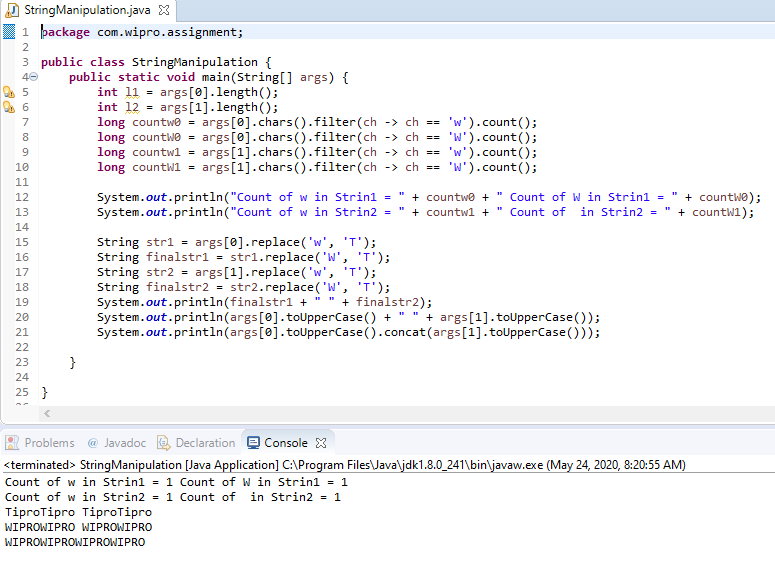 StringManipulation.java
1 package com.wipro.assignment;
2
3 public class StringManipulation {
4 public static void main(String[] args) {
5 int l1 = args[0].length();
6 int l2 = args[1].length();
7 long countw0 = args[0].chars().filter(ch -> ch == 'w').count();
8 long countW0 = args[0].chars().filter(ch -> ch == 'W').count();
9 long countw1 = args[1].chars().filter(ch -> ch == 'w').count();
10 long countW1 = args[1].chars().filter(ch -> ch == 'W').count();
11
12 System.out.println("Count of w in Strin1 = " + countw0 + " Count of W in Strin1 = " + countW0);
13 System.out.println("Count of w in Strin2 = " + countw1 + " Count of  in Strin2 = " + countW1);
14
15 String str1 = args[0].replace('w', 'T');
16 String finalstr1 = str1.replace('W', 'T');
17 String str2 = args[1].replace('w', 'T');
18 String finalstr2 = str2.replace('W', 'T');
19 System.out.println(finalstr1 + " " + finalstr2);
20 System.out.println(args[0].toUpperCase() + " " + args[1].toUpperCase());
21 System.out.println(args[0].toUpperCase().concat(args[1].toUpperCase()));
22
23 }
24
25 }
Problems @ Javadoc Declaration Console
<terminated> StringManipulation [Java Application] C:\Program Files\Java\jdk1.8.0_241\bin\javaw.exe (May 24, 2020, 8:20:55 AM)
Count of w in Strin1 = 1 Count of W in Strin1 = 1
Count of w in Strin2 = 1 Count of  in Strin2 = 1
TiproTipro TiproTipro
WIPROWIPRO WIPROWIPRO
WIPROWIPROWIPROWIPRO